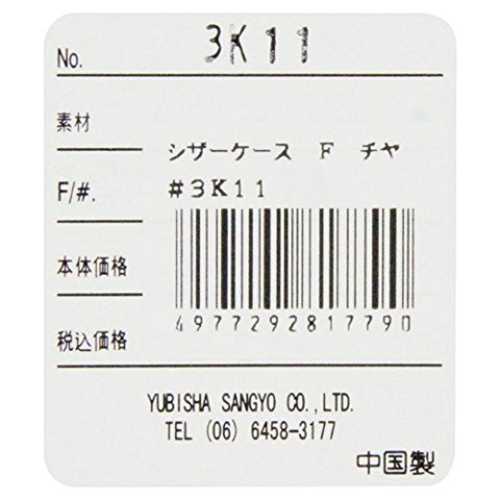 No. 3K11
素材
シザーケース F チヤ
F/#. #3K11
本体価格
4977292817790
税込価格
YUBISHA SANGYO CO.,LTD.
TEL (06) 6458-3177
中国製